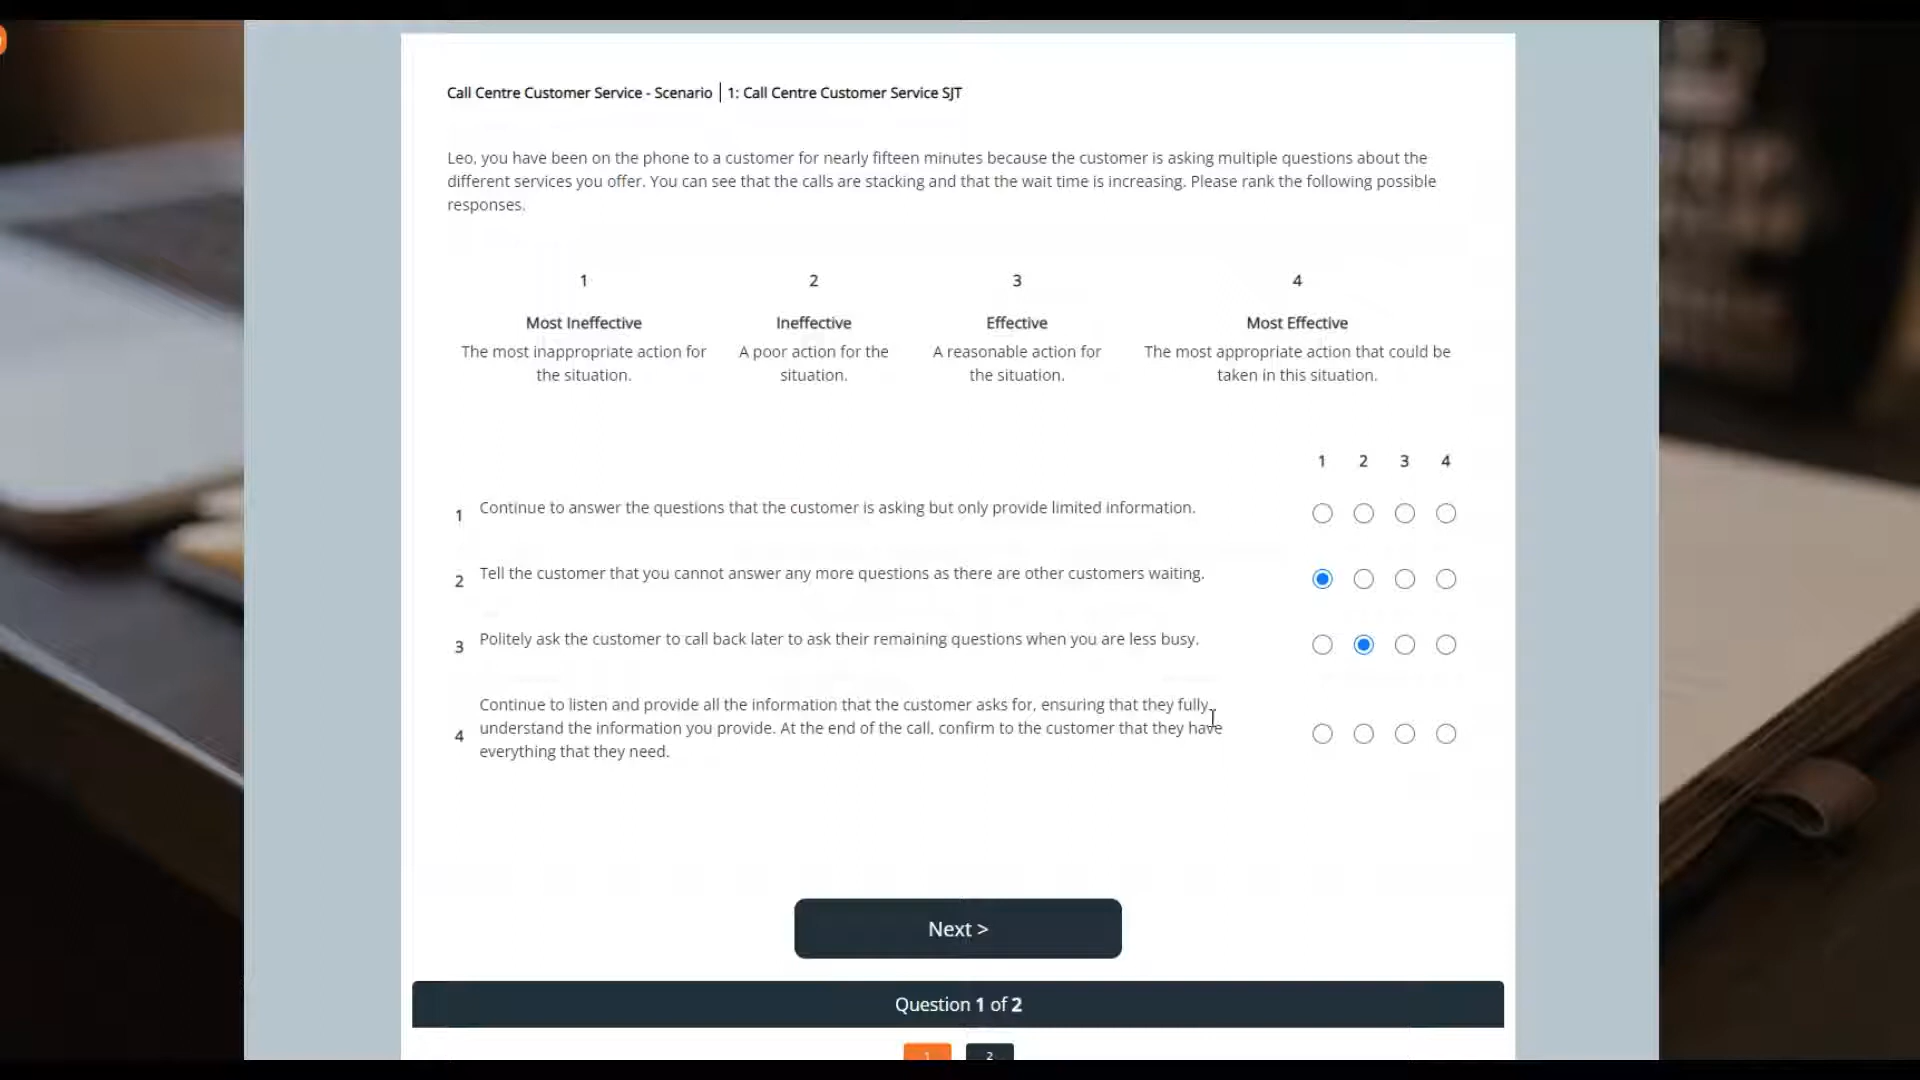 Call Centre Customer Service - Scenario | 1: Call Centre Customer Service SJT
Leo, you have been on the phone to a customer for nearly fifteen minutes because the customer is asking multiple questions about the
different services you offer. You can see that the calls are stacking and that the wait time is increasing. Please rank the following possible
responses.
1 2 3 4
Most Ineffective Ineffective Effective Most Effective
The most inappropriate action for A poor action for the A reasonable action for The most appropriate action that could be
the situation. situation. the situation. taken in this situation.
1 2 3 4
1 Continue to answer the questions that the customer is asking but only provide limited information.
2 Tell the customer that you cannot answer any more questions as there are other customers waiting.
3 Politely ask the customer to call back later to ask their remaining questions when you are less busy.
Continue to listen and provide all the information that the customer asks for, ensuring that they fully
4 understand the information you provide. At the end of the call, confirm to the customer that they have
everything that they need.
Next >
Question 1 of 2
1 2